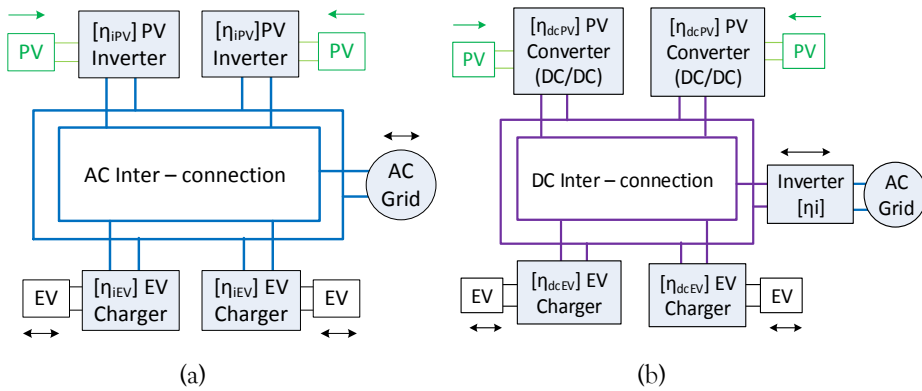 [ηiPV] PV
Inverter
[ηiPV]PV
Inverter
PV
PV
AC Inter – connection
AC
Grid
[ηiEV] EV
Charger
[ηiEV] EV
Charger
EV
EV
(a)
[ηdcPV] PV
Converter
(DC/DC)
[ηdcPV] PV
Converter
(DC/DC)
PV
PV
DC Inter – connection
Inverter
[ηi]
AC
Grid
[ηdcEV] EV
Charger
[ηdcEV] EV
Charger
EV
EV
(b)